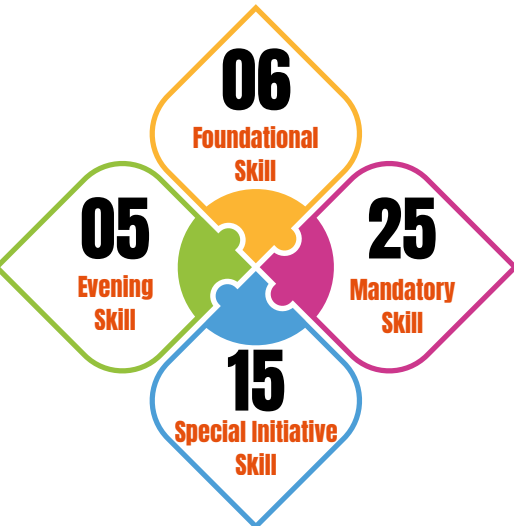 06
Foundational
Skill
05
Evening
Skill
25
Mandatory
Skill
15
Special Initiative
Skill